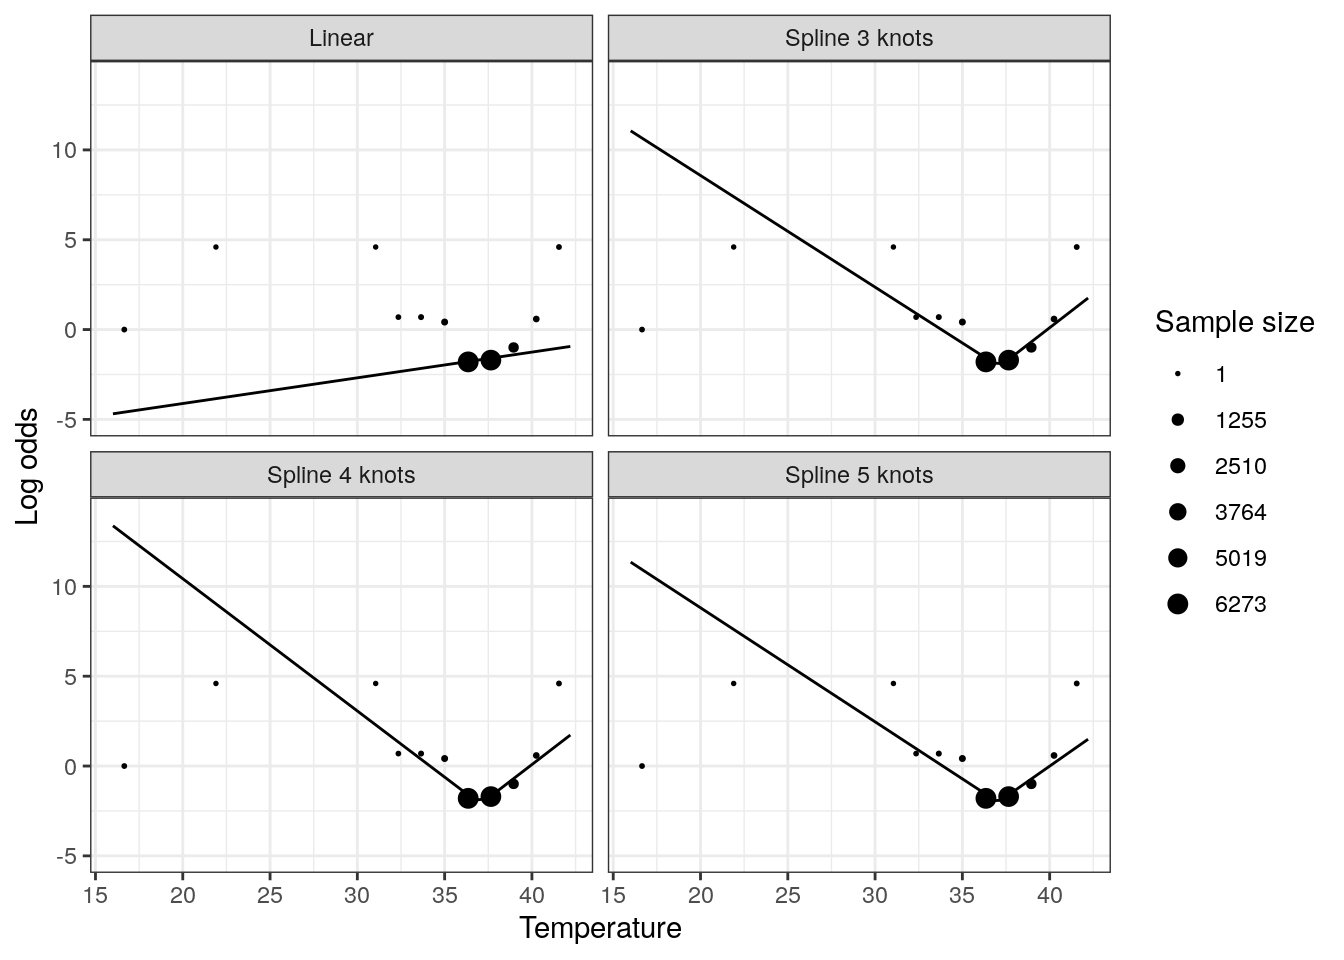 Linear
Spline 3 knots
10
5
0
-5
Spline 4 knots
Spline 5 knots
10
5
0
-5
15 20 25 30 35 40 15 20 25 30 35 40
Temperature
Log odds
Sample size
1
1255
2510
3764
5019
6273